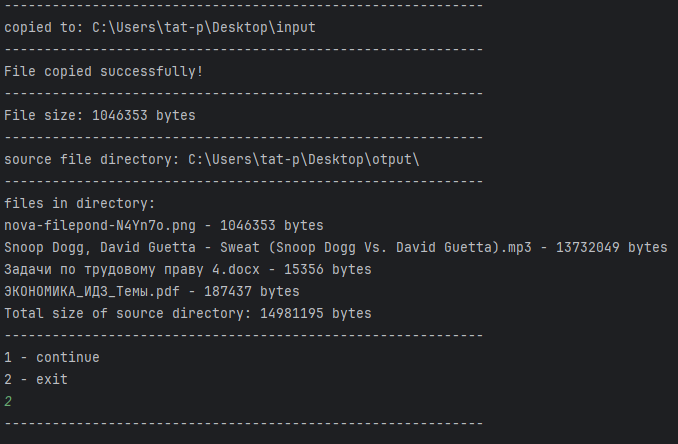 ------------------------------------------------------------
copied to: C:\Users\tat-p\Desktop\input
------------------------------------------------------------
File copied successfully!
------------------------------------------------------------
File size: 1046353 bytes
------------------------------------------------------------
source file directory: C:\Users\tat-p\Desktop\otput\
------------------------------------------------------------
files in directory:
nova-filepond-N4Yn7o.png - 1046353 bytes
Snoop Dogg, David Guetta - Sweat (Snoop Dogg Vs. David Guetta).mp3 - 13732049 bytes
Задачи по трудовому праву 4.docx - 15356 bytes
ЭКОНОМИКА_ИДЗ_Темы.pdf - 187437 bytes
Total size of source directory: 14981195 bytes
------------------------------------------------------------
1 - continue
2 - exit
2
------------------------------------------------------------